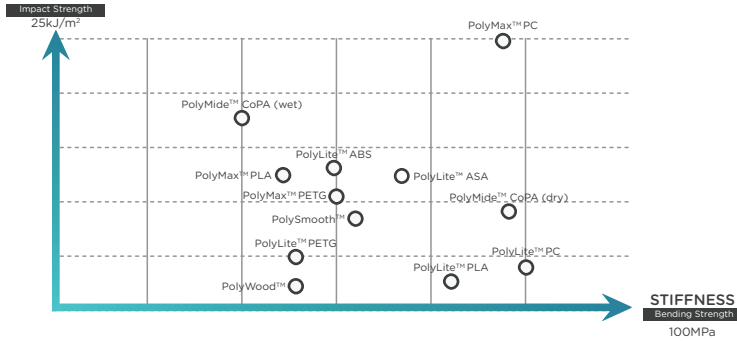 Impact Strength
25kJ/m²
PolyMax™ PC
PolyMide™ CoPA (wet)
PolyLite™ ABS
PolyMax™ PLA
PolyLite™ ASA
PolyMax™ PETG
PolyMide™ CoPA (dry)
PolySmooth™
PolyLite™ PETG
PolyLite™ PC
PolyLite™ PLA
PolyWood™
STIFFNESS
Bending Strength
100MPa